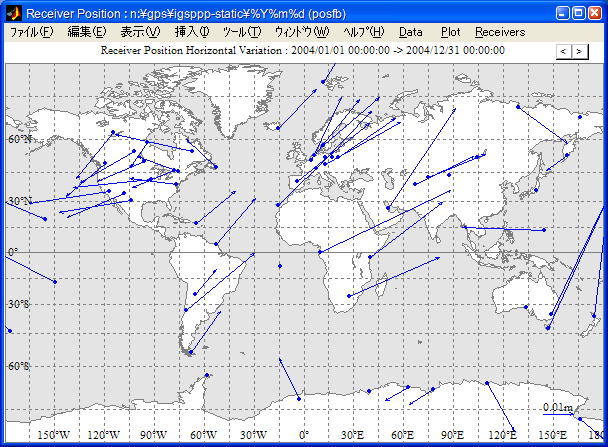 Receiver Position : n:¥gps¥igsppp-static¥%Y%m%d (posfb)
ファイル(F) 編集(E) 表示(V) 挿入(I) ツール(T) ウィンドウ(W) ヘルプ(H) Data Plot Receivers
Receiver Position Horizontal Variation : 2004/01/01 00:00:00 -> 2004/12/31 00:00:00
< >
60°N
30°N
0°
30°S
60°S
0.01m
150°W 120°W 90°W 60°W 30°W 0° 30°E 60°E 90°E 120°E 150°E 180